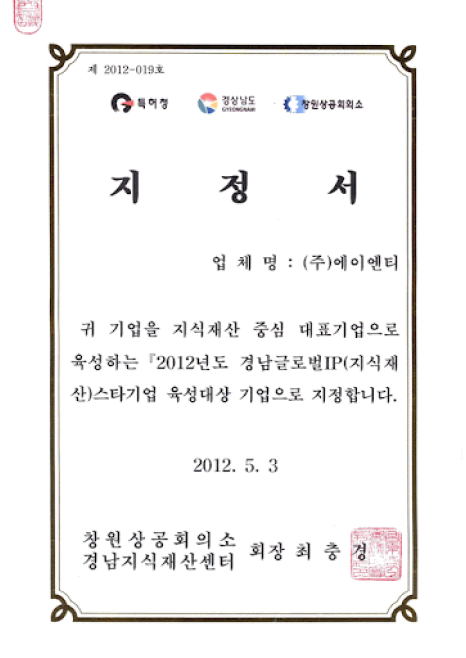 제 2012-019호
특허청 경상남도 창원상공회의소
GYEONGNAM
지 정 서
업 체 명 : (주)에이엔티
귀 기업을 지식재산 중심 대표기업으로
육성하는 『2012년도 경남글로벌IP(지식재
산)스타기업 육성대상 기업으로 지정합니다.
2012. 5. 3
창원상공회의소
경남지식재산센터 회장 최 충 경